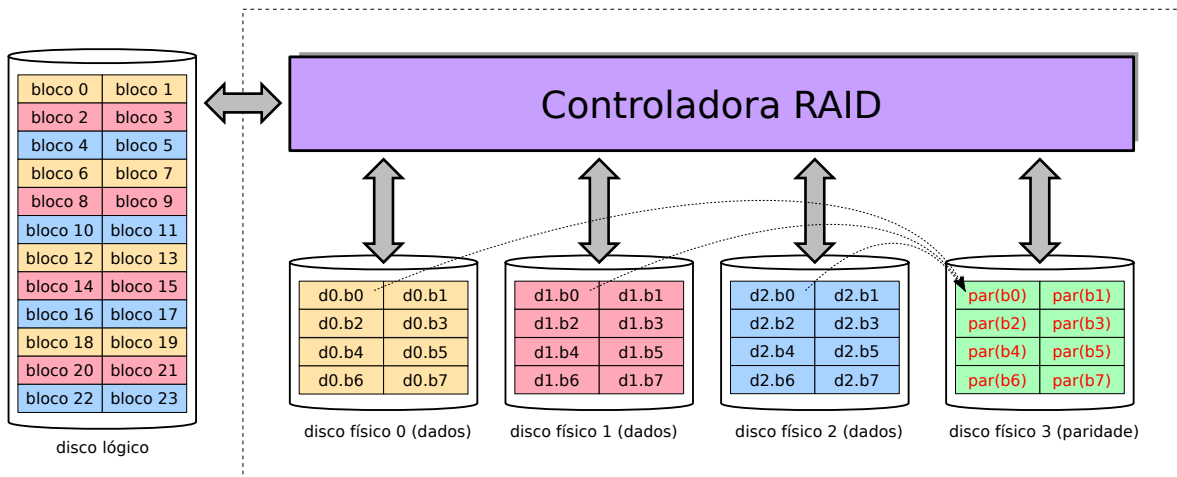 Controladora RAID
bloco 0 bloco 1
bloco 2 bloco 3
bloco 4 bloco 5
bloco 6 bloco 7
bloco 8 bloco 9
bloco 10 bloco 11
bloco 12 bloco 13
bloco 14 bloco 15
bloco 16 bloco 17
bloco 18 bloco 19
bloco 20 bloco 21
bloco 22 bloco 23
disco lógico
d0.b0 d0.b1
d0.b2 d0.b3
d0.b4 d0.b5
d0.b6 d0.b7
disco físico 0 (dados)
d1.b0 d1.b1
d1.b2 d1.b3
d1.b4 d1.b5
d1.b6 d1.b7
disco físico 1 (dados)
d2.b0 d2.b1
d2.b2 d2.b3
d2.b4 d2.b5
d2.b6 d2.b7
disco físico 2 (dados)
par(b0) par(b1)
par(b2) par(b3)
par(b4) par(b5)
par(b6) par(b7)
disco físico 3 (paridade)